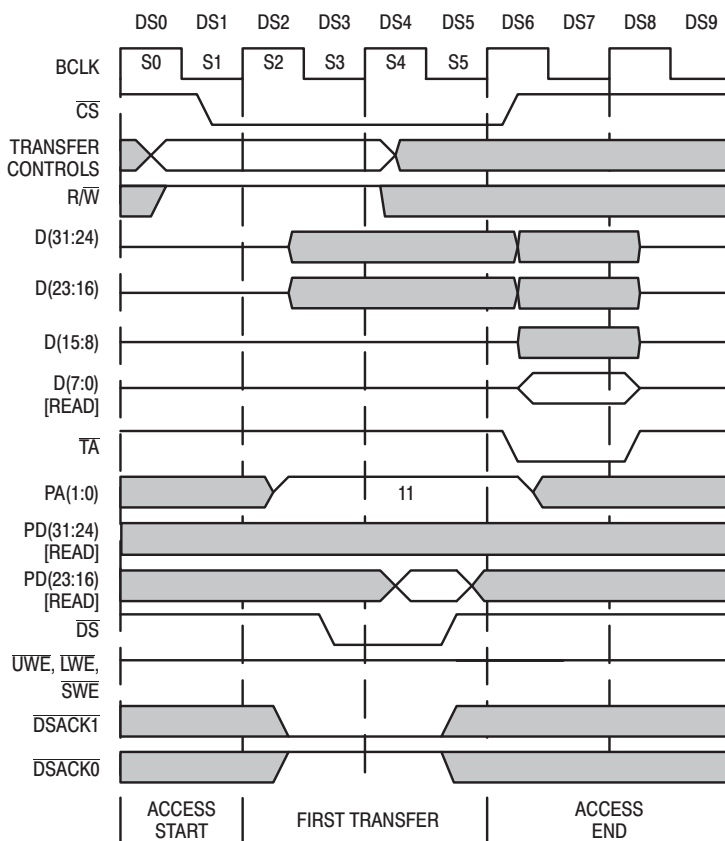 DS0 DS1 DS2 DS3 DS4 DS5 DS6 DS7 DS8 DS9
BCLK S0 S1 S2 S3 S4 S5
CS
TRANSFER
CONTROLS
R/W
D(31:24)
D(23:16)
D(15:8)
D(7:0)
[READ]
TA
PA(1:0) 11
PD(31:24)
[READ]
PD(23:16)
[READ]
DS
UWE, LWE,
SWE
DSACK1
DSACK0
ACCESS
START
FIRST TRANSFER
ACCESS
END